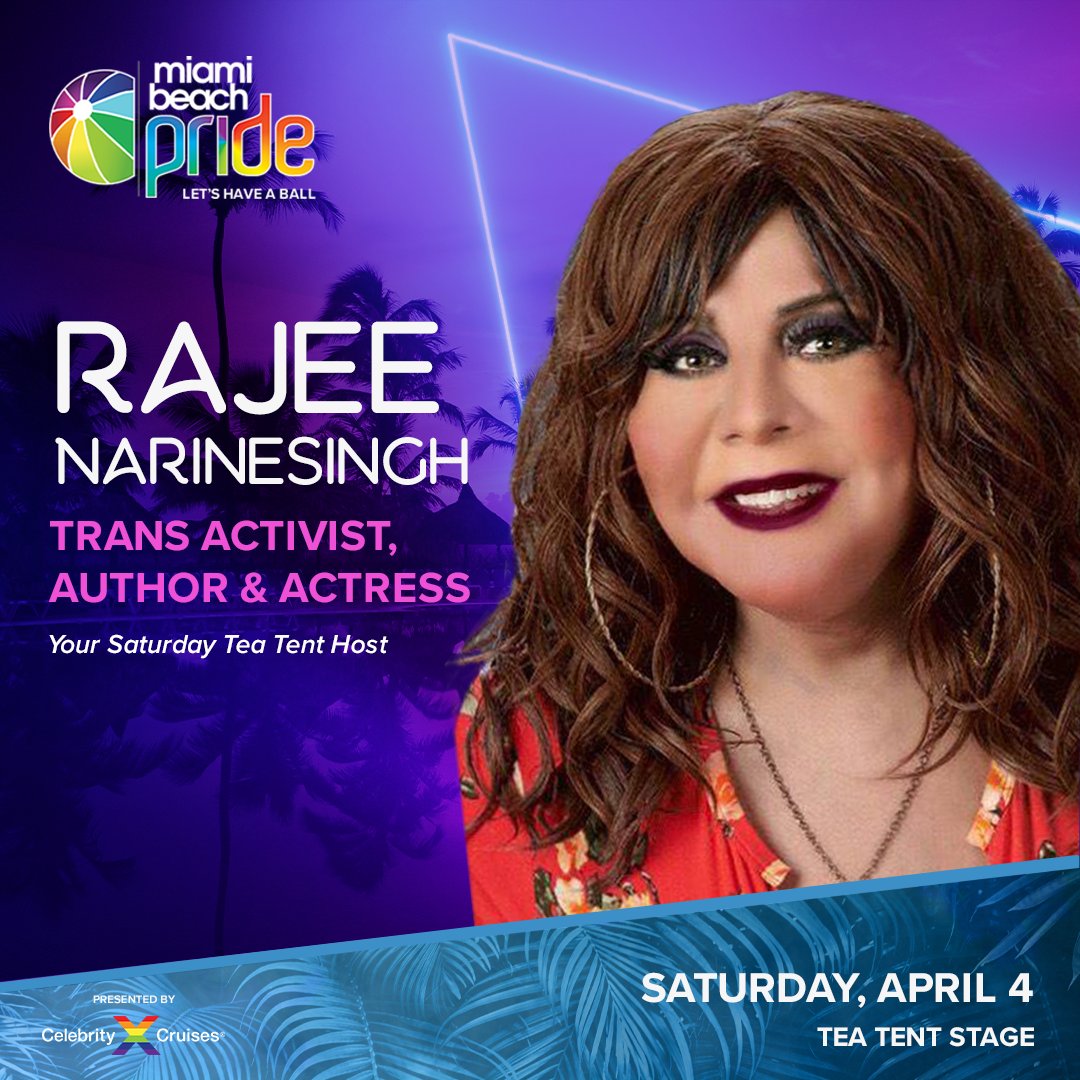 miami
beach
pride
LET'S HAVE A BALL
RAJEE
NARINESINGH
TRANS ACTIVIST,
AUTHOR & ACTRESS
Your Saturday Tea Tent Host
PRESENTED BY
Celebrity X Cruises®
SATURDAY, APRIL 4
TEA TENT STAGE